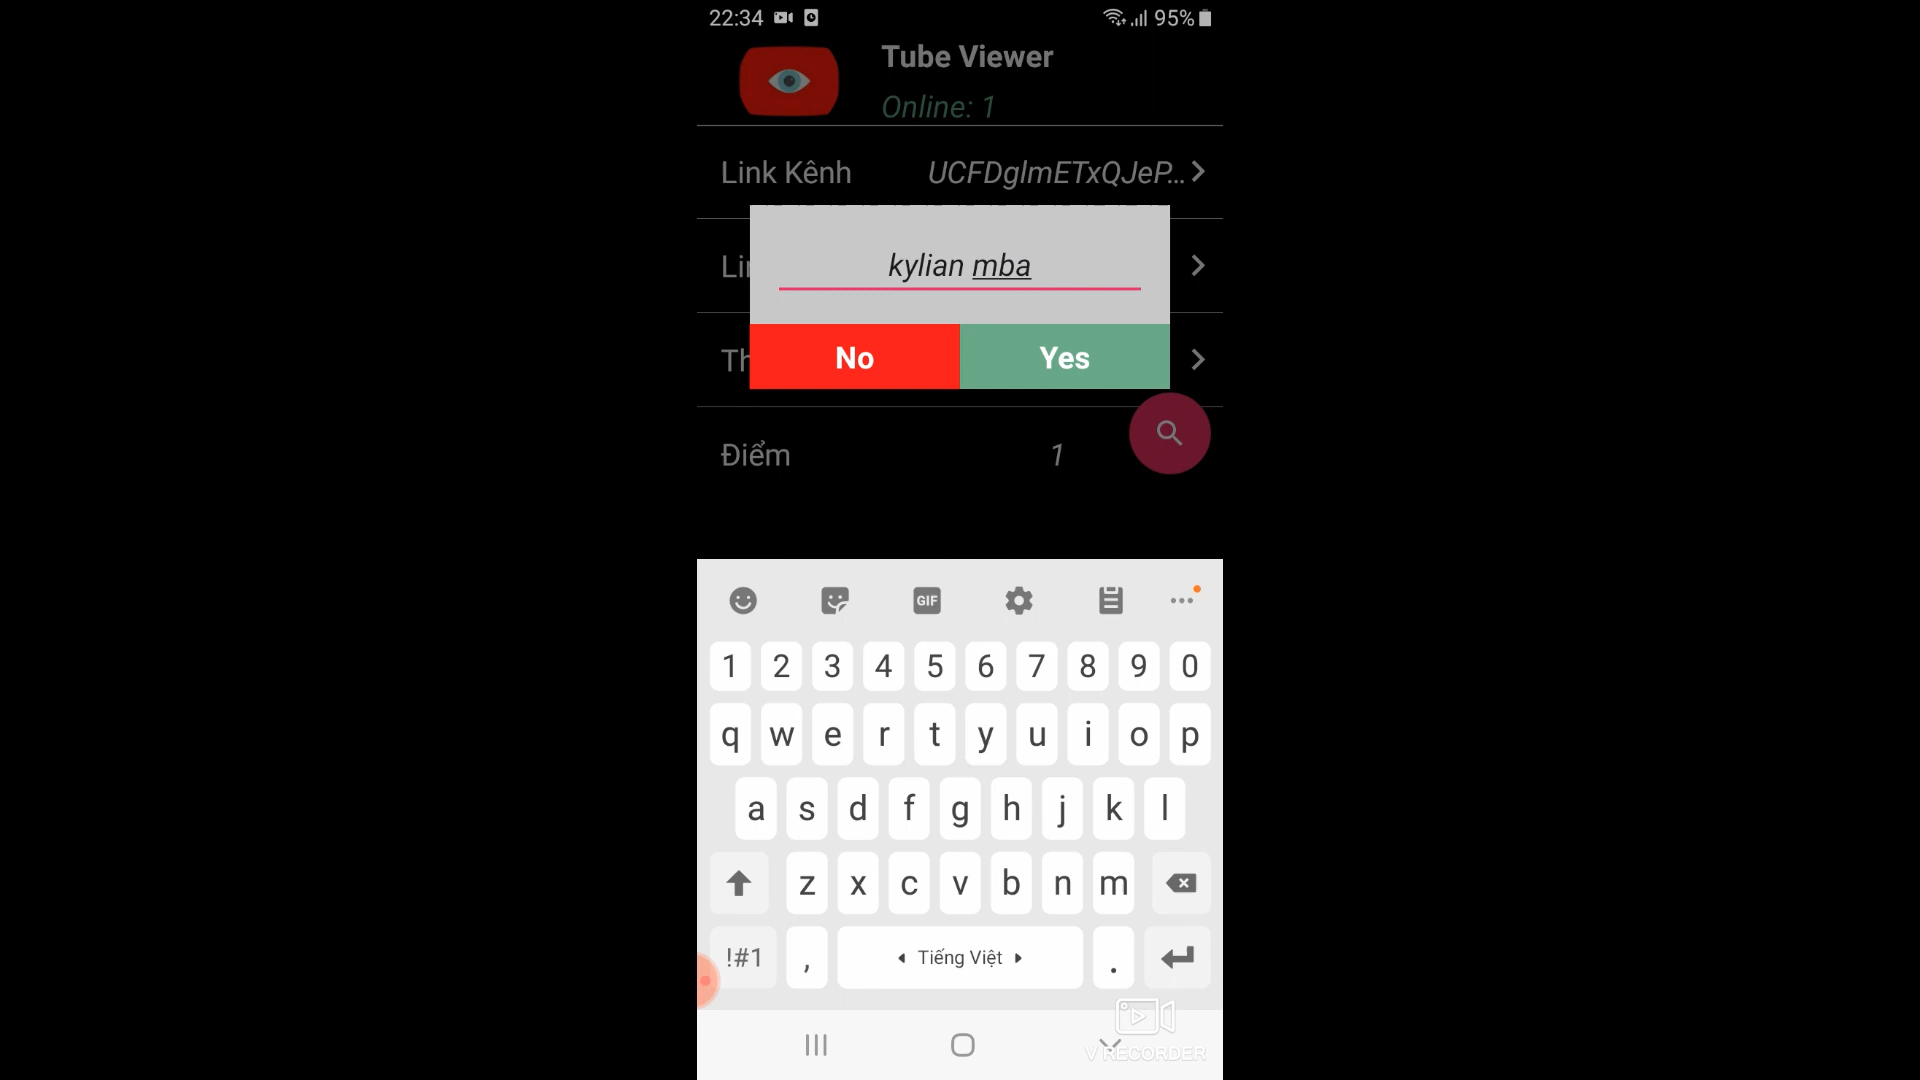 22:34 95%
Tube Viewer
Online: 1
Link Kênh UCFDglmETxQJeP...
kylian mba
No Yes
Điểm 1
GIF
1 2 3 4 5 6 7 8 9 0
q w e r t y u i o p
a s d f g h j k l
z x c v b n m
!#1 , Tiếng Việt .
V RECORDER